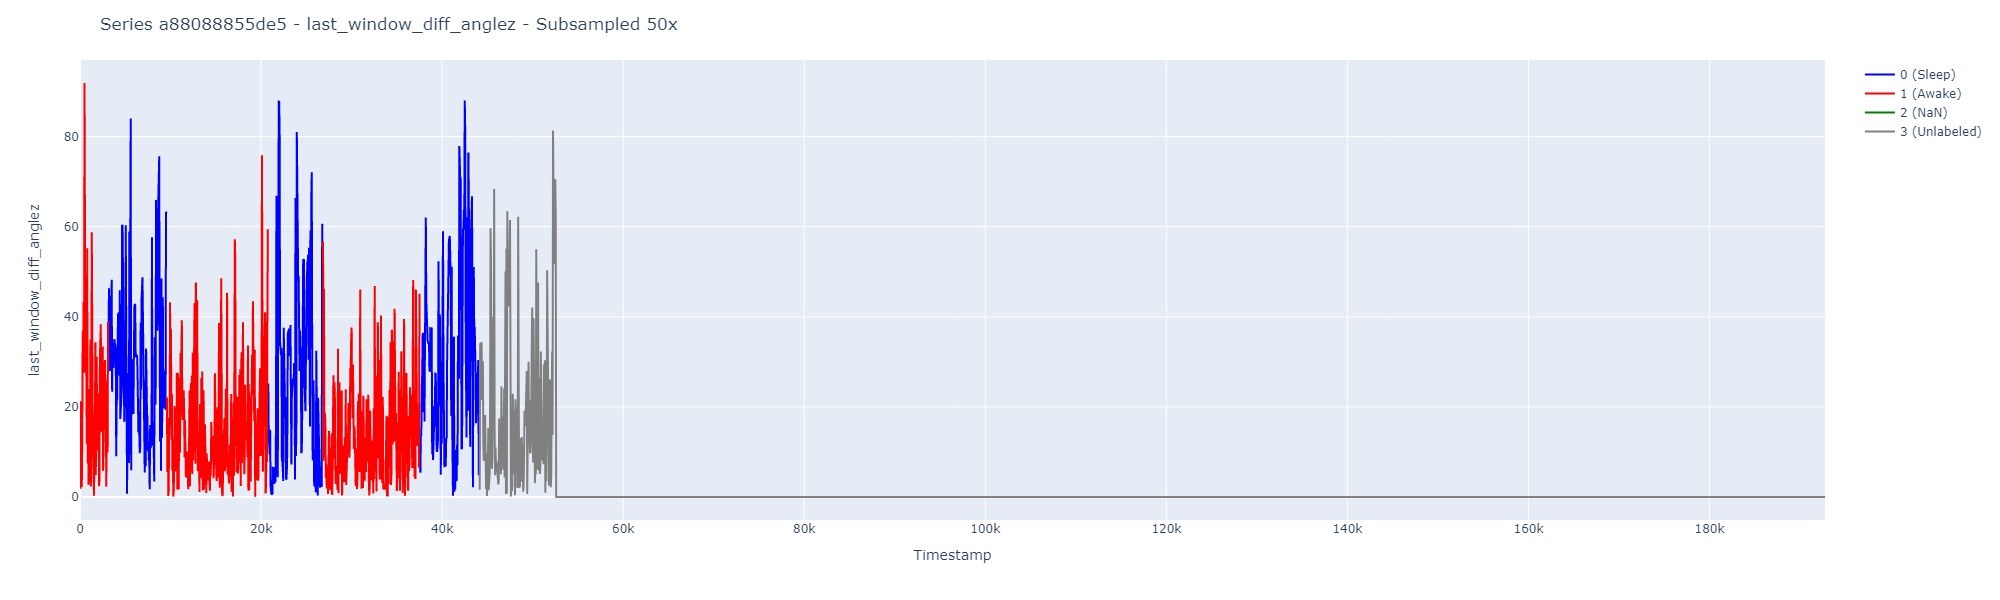 Series a88088855de5 - last_window_diff_anglez - Subsampled 50x
0 (Sleep)
1 (Awake)
2 (NaN)
3 (Unlabeled)
last_window_diff_anglez
80
60
40
20
0
0 20k 40k 60k 80k 100k 120k 140k 160k 180k
Timestamp